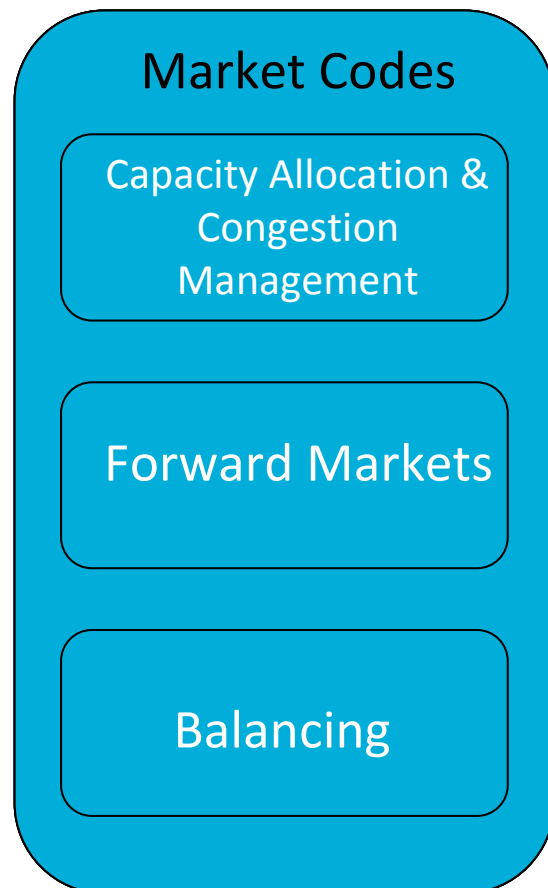 Market Codes
Capacity Allocation &
Congestion
Management
Forward Markets
Balancing